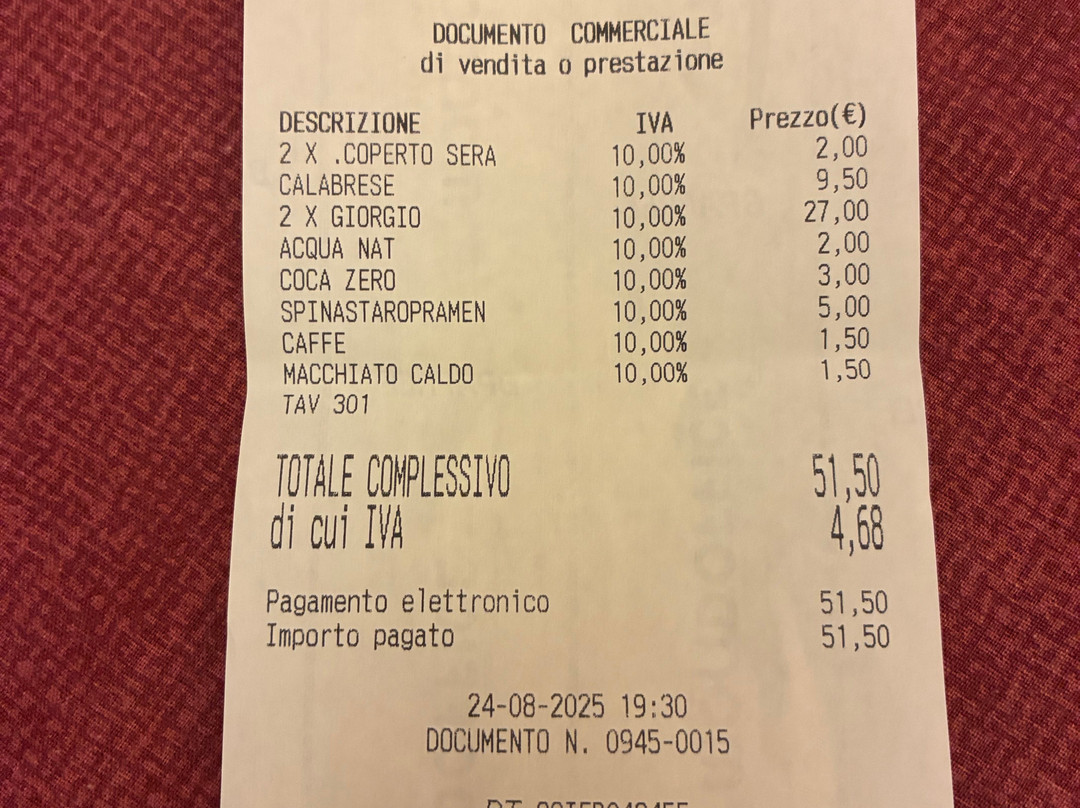 DOCUMENTO COMMERCIALE
di vendita o prestazione
DESCRIZIONE IVA Prezzo(€)
2 X .COPERTO SERA 10,00% 2,00
CALABRESE 10,00% 9,50
2 X GIORGIO 10,00% 27,00
ACQUA NAT 10,00% 2,00
COCA ZERO 10,00% 3,00
SPINASTAROPRAMEN 10,00% 5,00
CAFFE 10,00% 1,50
MACCHIATO CALDO 10,00% 1,50
TAV 301
TOTALE COMPLESSIVO 51,50
di cui IVA 4,68
Pagamento elettronico 51,50
Importo pagato 51,50
24-08-2025 19:30
DOCUMENTO N. 0945-0015